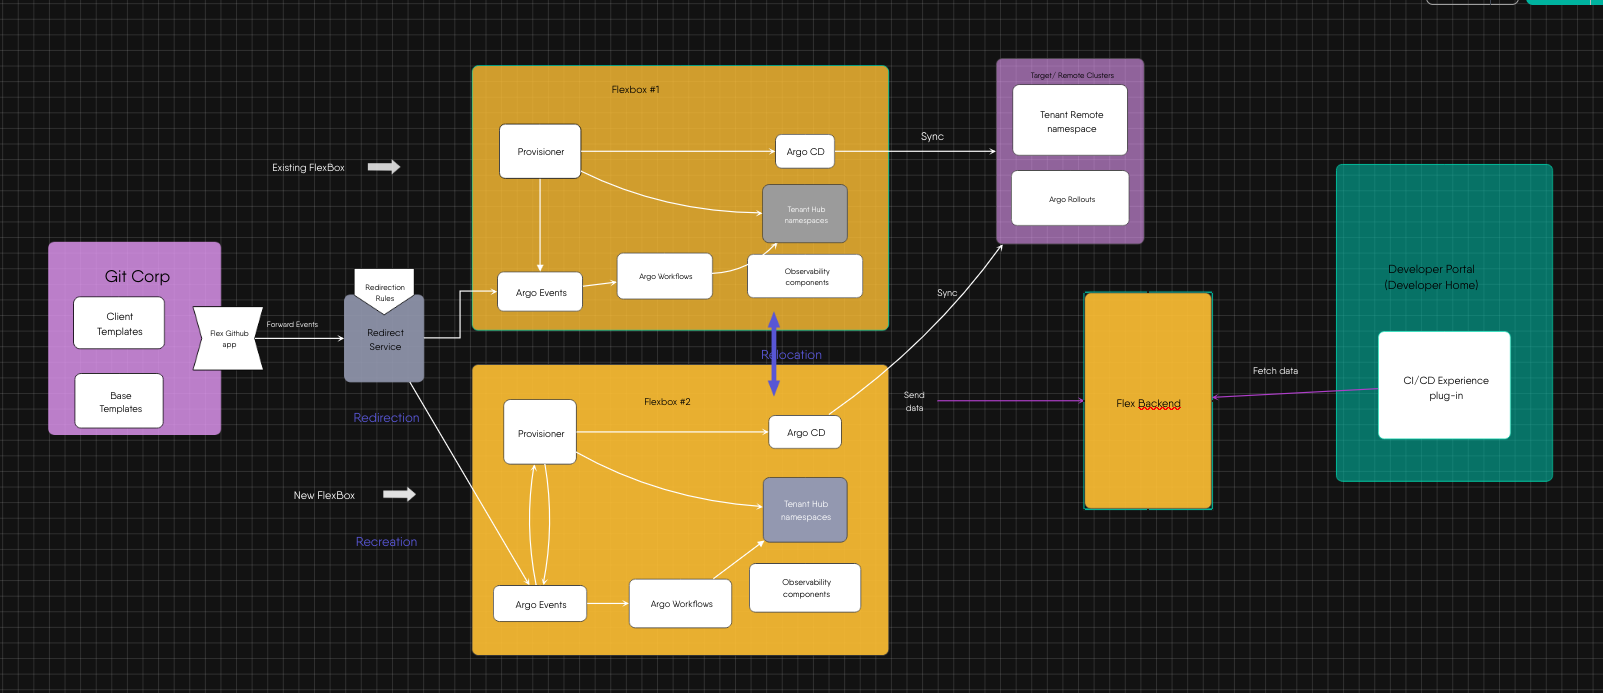 Git Corp
Client
Templates
Base
Templates
Flex Github
app
Forward Events
Redirection
Rules
Redirect
Service
Existing FlexBox
Redirection
New FlexBox
Recreation
Flexbox #1
Provisioner
Argo CD
Tenant Hub
namespaces
Argo Events
Argo Workflows
Observability
components
Relocation
Flexbox #2
Provisioner
Argo CD
Tenant Hub
namespaces
Argo Events
Argo Workflows
Observability
components
Sync
Sync
Target/ Remote Clusters
Tenant Remote
namespace
Argo Rollouts
Send
data
Flex Backend
Fetch data
Developer Portal
(Developer Home)
CI/CD Experience
plug-in